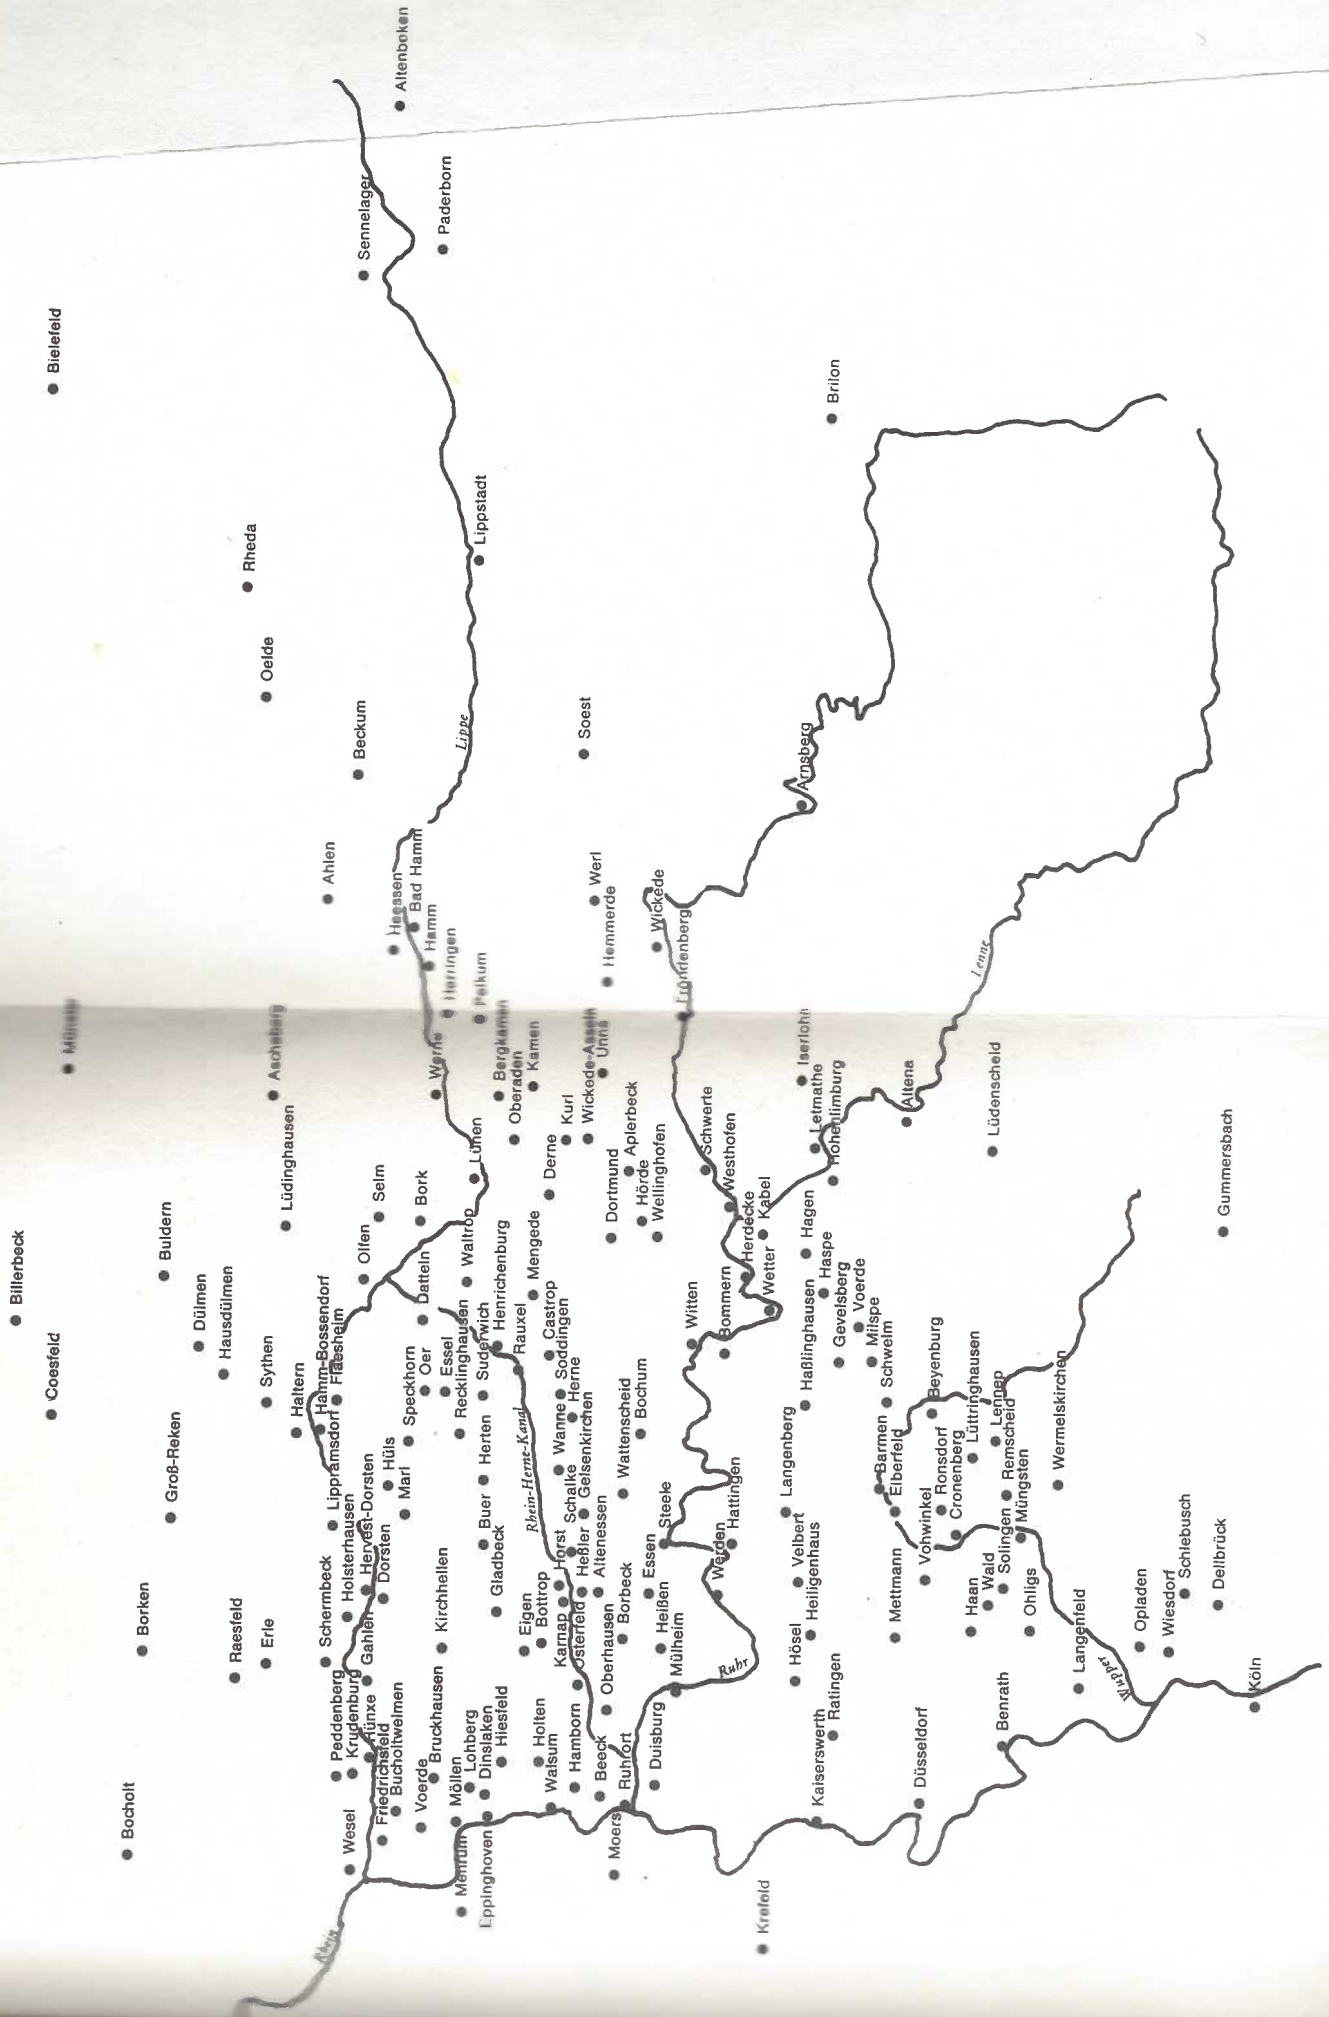 Billerbeck
Coesfeld
Bielefeld
Münster
Bocholt
Borken
Groß-Reken
Buldern
Dülmen
Hausdülmen
Raesfeld
Rheda
Erle
Sythen
Oelde
Ascheberg
Lüdinghausen
Haltern
Hamm-Bossendorf
Flaesheim
Ahlen
Schermbeck
Lippramsdorf
Holsterhausen
Hervest-Dorsten
Peddenberg
Krudenburg
Wesel
Rhein
Beckum
Sennelager
Olfen
Selm
Gahlen
Hünxe
Friedrichsfeld
Bucholtwelmen
Dorsten
Hüls
Marl
Speckhorn
Heessen
Altenbeken
Bad Hamm
Bork
Datteln
Oer
Voerde
Hamm
Bruckhausen
Werne
Kirchhellen
Essel
Paderborn
Herringen
Möllen
Mehrum
Recklinghausen
Lippe
Waltrop
Lohberg
Lünen
Lippstadt
Pelkum
Suderwich
Herten
Buer
Dinslaken
Eppinghoven
Gladbeck
Henrichenburg
Bergkamen
Hiesfeld
Oberaden
Rauxel
Rhein-Herne-Kanal
Eigen
Mengede
Kamen
Holten
Bottrop
Castrop
Derne
Walsum
Horst
Wanne
Soddingen
Karnap
Kurl
Herne
Schalke
Hamborn
Osterfeld
Heßler
Gelsenkirchen
Soest
Wickede-Asseln
Werl
Altenessen
Beeck
Unna
Oberhausen
Hemmerde
Dortmund
Moers
Wattenscheid
Borbeck
Ruhrort
Aplerbeck
Bochum
Hörde
Essen
Duisburg
Wellinghofen
Wickede
Heißen
Steele
Mülheim
Fröndenberg
Witten
Schwerte
Werden
Bommern
Westhofen
Hattingen
Ruhr
Herdecke
Kabel
Krefeld
Wetter
Langenberg
Hösel
Velbert
Arnsberg
Iserlohn
Haßlinghausen
Hagen
Heiligenhaus
Letmathe
Kaiserswerth
Haspe
Brilon
Hohenlimburg
Ratingen
Gevelsberg
Voerde
Milspe
Barmen
Schwelm
Mettmann
Elberfeld
Altena
Düsseldorf
Vohwinkel
Beyenburg
Ronsdorf
Cronenberg
Haan
Lüttringhausen
Lenne
Wald
Lüdenscheid
Lennep
Benrath
Solingen
Remscheid
Müngsten
Ohligs
Wermelskirchen
Langenfeld
Wupper
Opladen
Wiesdorf
Schlebusch
Dellbrück
Gummersbach
Köln